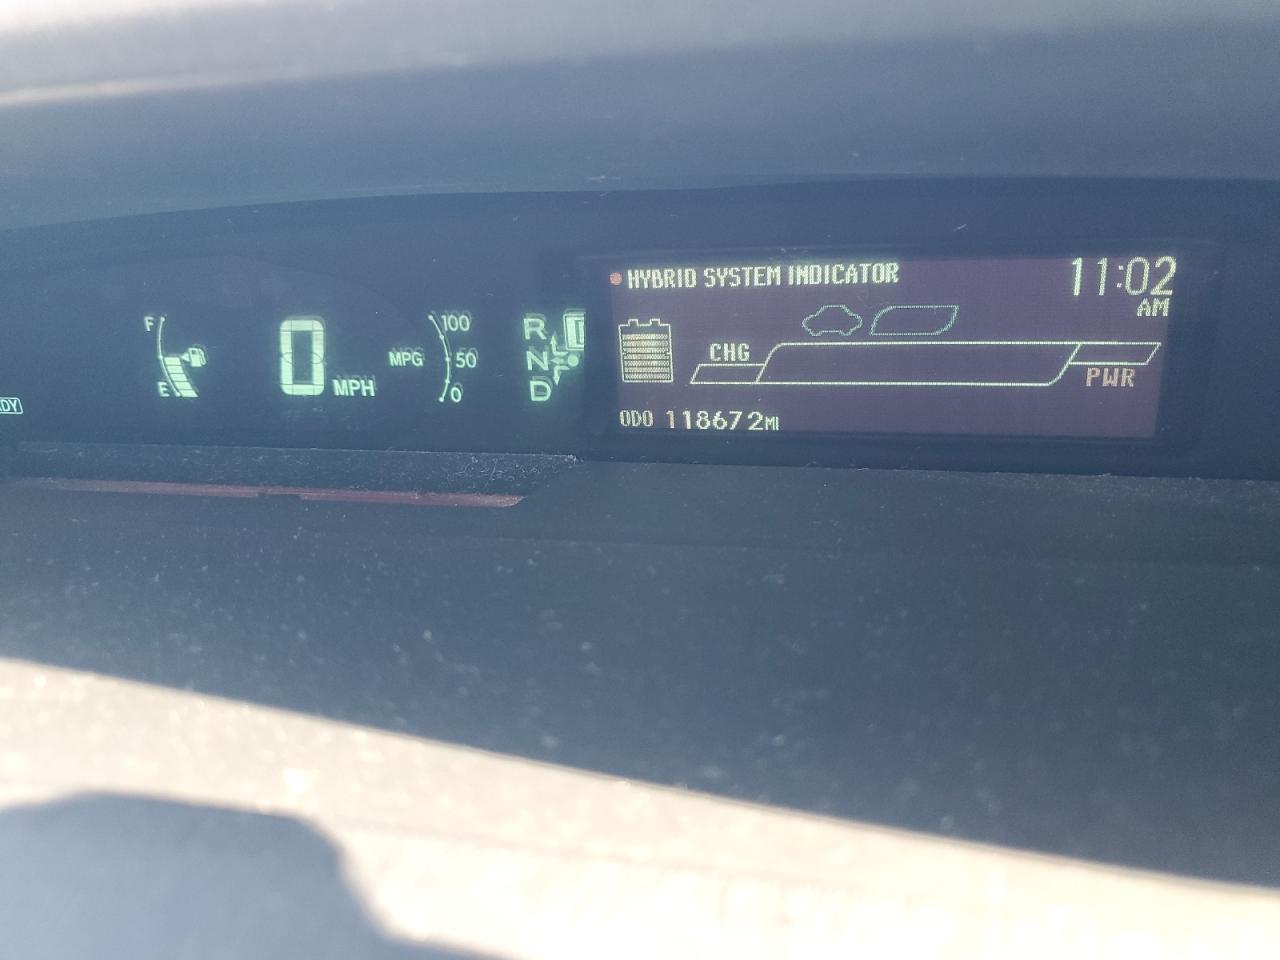 HYBRID SYSTEM INDICATOR
11:02
AM
F
E
0
MPH
MPG
100
50
0
R
N
D
CHG
PWR
ODO 118672MI